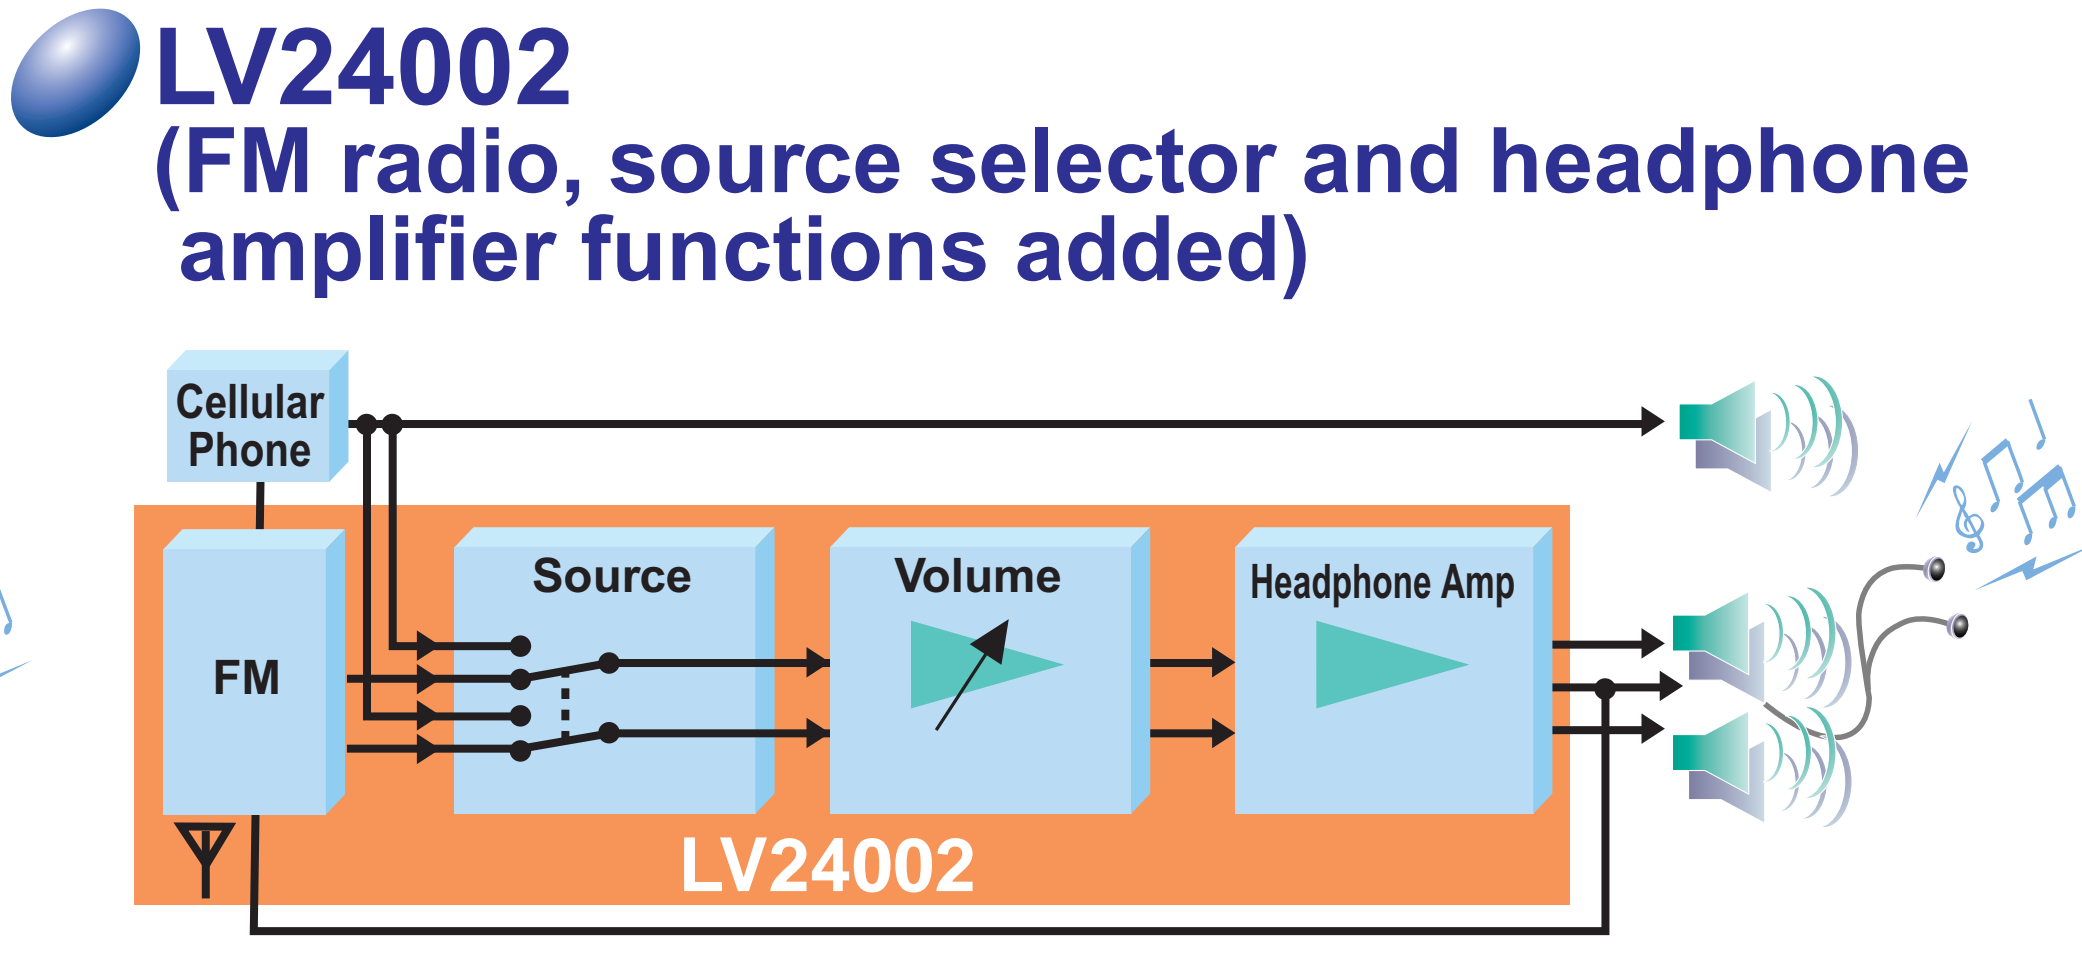 LV24002
(FM radio, source selector and headphone
amplifier functions added)
Cellular
Phone
FM
Source
Volume
Headphone Amp
LV24002